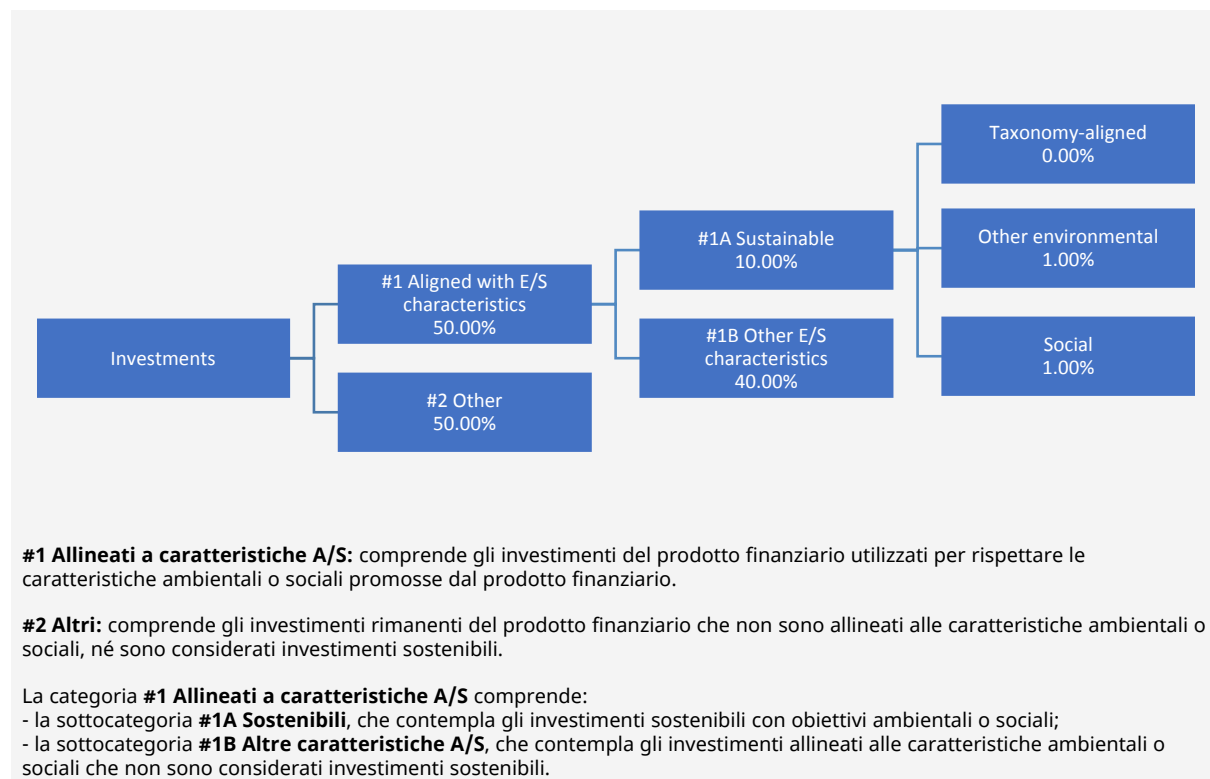 Taxonomy-aligned
0.00%
#1A Sustainable
10.00%
Other environmental
1.00%
#1 Aligned with E/S
characteristics
50.00%
Investments
#1B Other E/S
characteristics
40.00%
Social
1.00%
#2 Other
50.00%
#1 Allineati a caratteristiche A/S: comprende gli investimenti del prodotto finanziario utilizzati per rispettare le
caratteristiche ambientali o sociali promosse dal prodotto finanziario.
#2 Altri: comprende gli investimenti rimanenti del prodotto finanziario che non sono allineati alle caratteristiche ambientali o
sociali, né sono considerati investimenti sostenibili.
La categoria #1 Allineati a caratteristiche A/S comprende:
- la sottocategoria #1A Sostenibili, che contempla gli investimenti sostenibili con obiettivi ambientali o sociali;
- la sottocategoria #1B Altre caratteristiche A/S, che contempla gli investimenti allineati alle caratteristiche ambientali o
sociali che non sono considerati investimenti sostenibili.